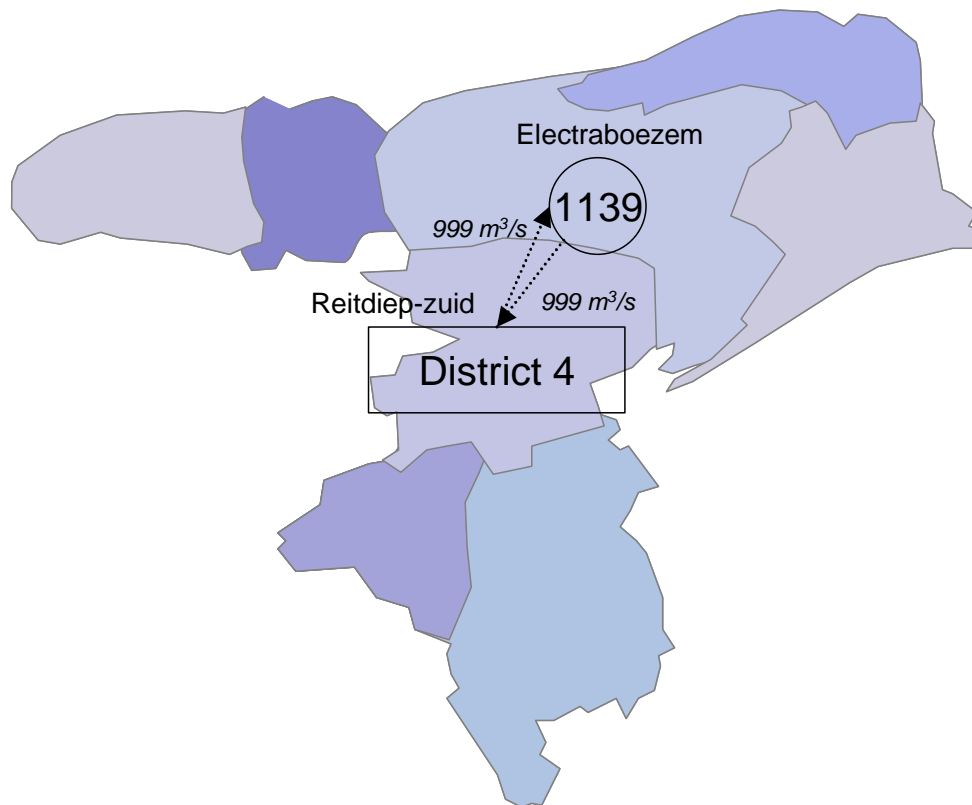 Electraboezem
1139
999 m³/s
Reitdiep-zuid
999 m³/s
District 4